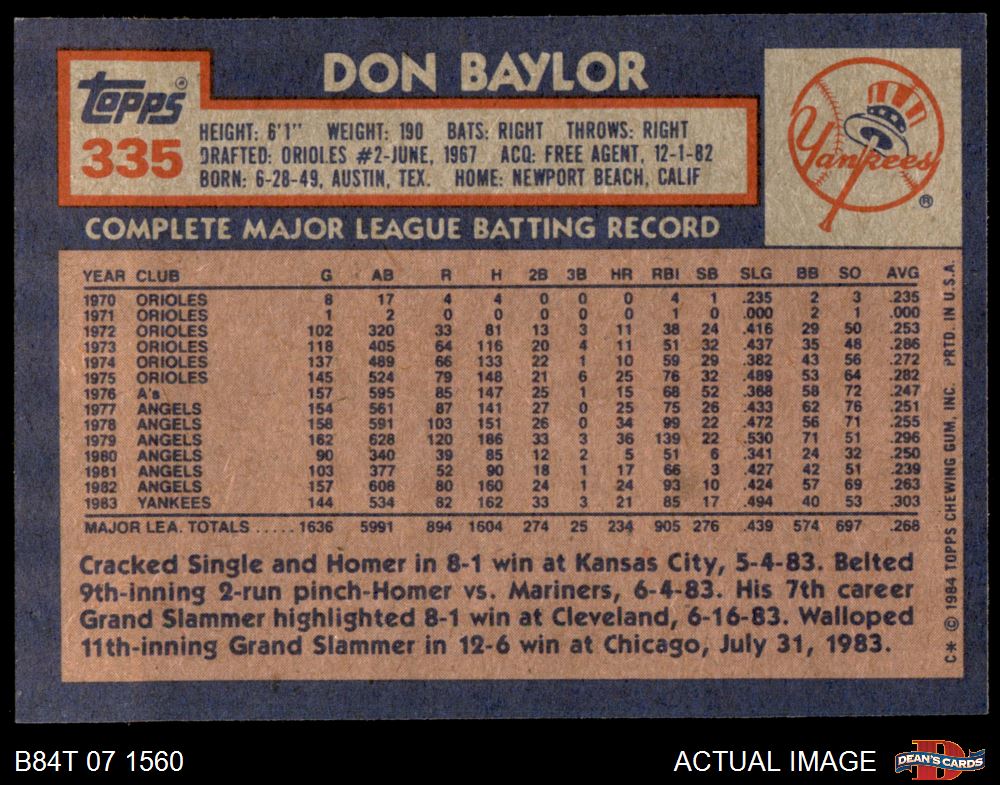 DON BAYLOR
Topps®
335
HEIGHT: 6'1" WEIGHT: 190 BATS: RIGHT THROWS: RIGHT
DRAFTED: ORIOLES #2-JUNE, 1967 ACQ: FREE AGENT, 12-1-82
BORN: 6-28-49, AUSTIN, TEX. HOME: NEWPORT BEACH, CALIF
Yankees
®
COMPLETE MAJOR LEAGUE BATTING RECORD
YEAR CLUB G AB R H 2B 3B HR RBI SB SLG BB SO AVG
1970 ORIOLES 8 17 4 4 0 0 0 4 1 .235 2 3 .235
1971 ORIOLES 1 2 0 0 0 0 0 1 0 .000 2 1 .000
1972 ORIOLES 102 320 33 81 13 3 11 38 24 .416 29 50 .253
1973 ORIOLES 118 405 64 116 20 4 11 51 32 .437 35 48 .286
1974 ORIOLES 137 489 66 133 22 1 10 59 29 .382 43 56 .272
1975 ORIOLES 145 524 79 148 21 6 25 76 32 .489 53 64 .282
1976 A's 157 595 85 147 25 1 15 68 52 .368 58 72 .247
1977 ANGELS 154 561 87 141 27 0 25 75 26 .433 62 76 .251
1978 ANGELS 158 591 103 151 26 0 34 99 22 .472 56 71 .255
1979 ANGELS 162 628 120 186 33 3 36 139 22 .530 71 51 .296
1980 ANGELS 90 340 39 85 12 2 5 51 6 .341 24 32 .250
1981 ANGELS 103 377 52 90 18 1 17 66 3 .427 42 51 .239
1982 ANGELS 157 608 80 160 24 1 24 93 10 .424 57 69 .263
1983 YANKEES 144 534 82 162 33 3 21 85 17 .494 40 53 .303
MAJOR LEA. TOTALS ..... 1636 5991 894 1604 274 25 234 905 276 .439 574 697 .268
Cracked Single and Homer in 8-1 win at Kansas City, 5-4-83. Belted
9th-inning 2-run pinch-Homer vs. Mariners, 6-4-83. His 7th career
Grand Slammer highlighted 8-1 win at Cleveland, 6-16-83. Walloped
11th-inning Grand Slammer in 12-6 win at Chicago, July 31, 1983.
C* © 1984 TOPPS CHEWING GUM, INC. PRTD. IN U.S.A.
B84T 07 1560
ACTUAL IMAGE
D
DEAN'S CARDS